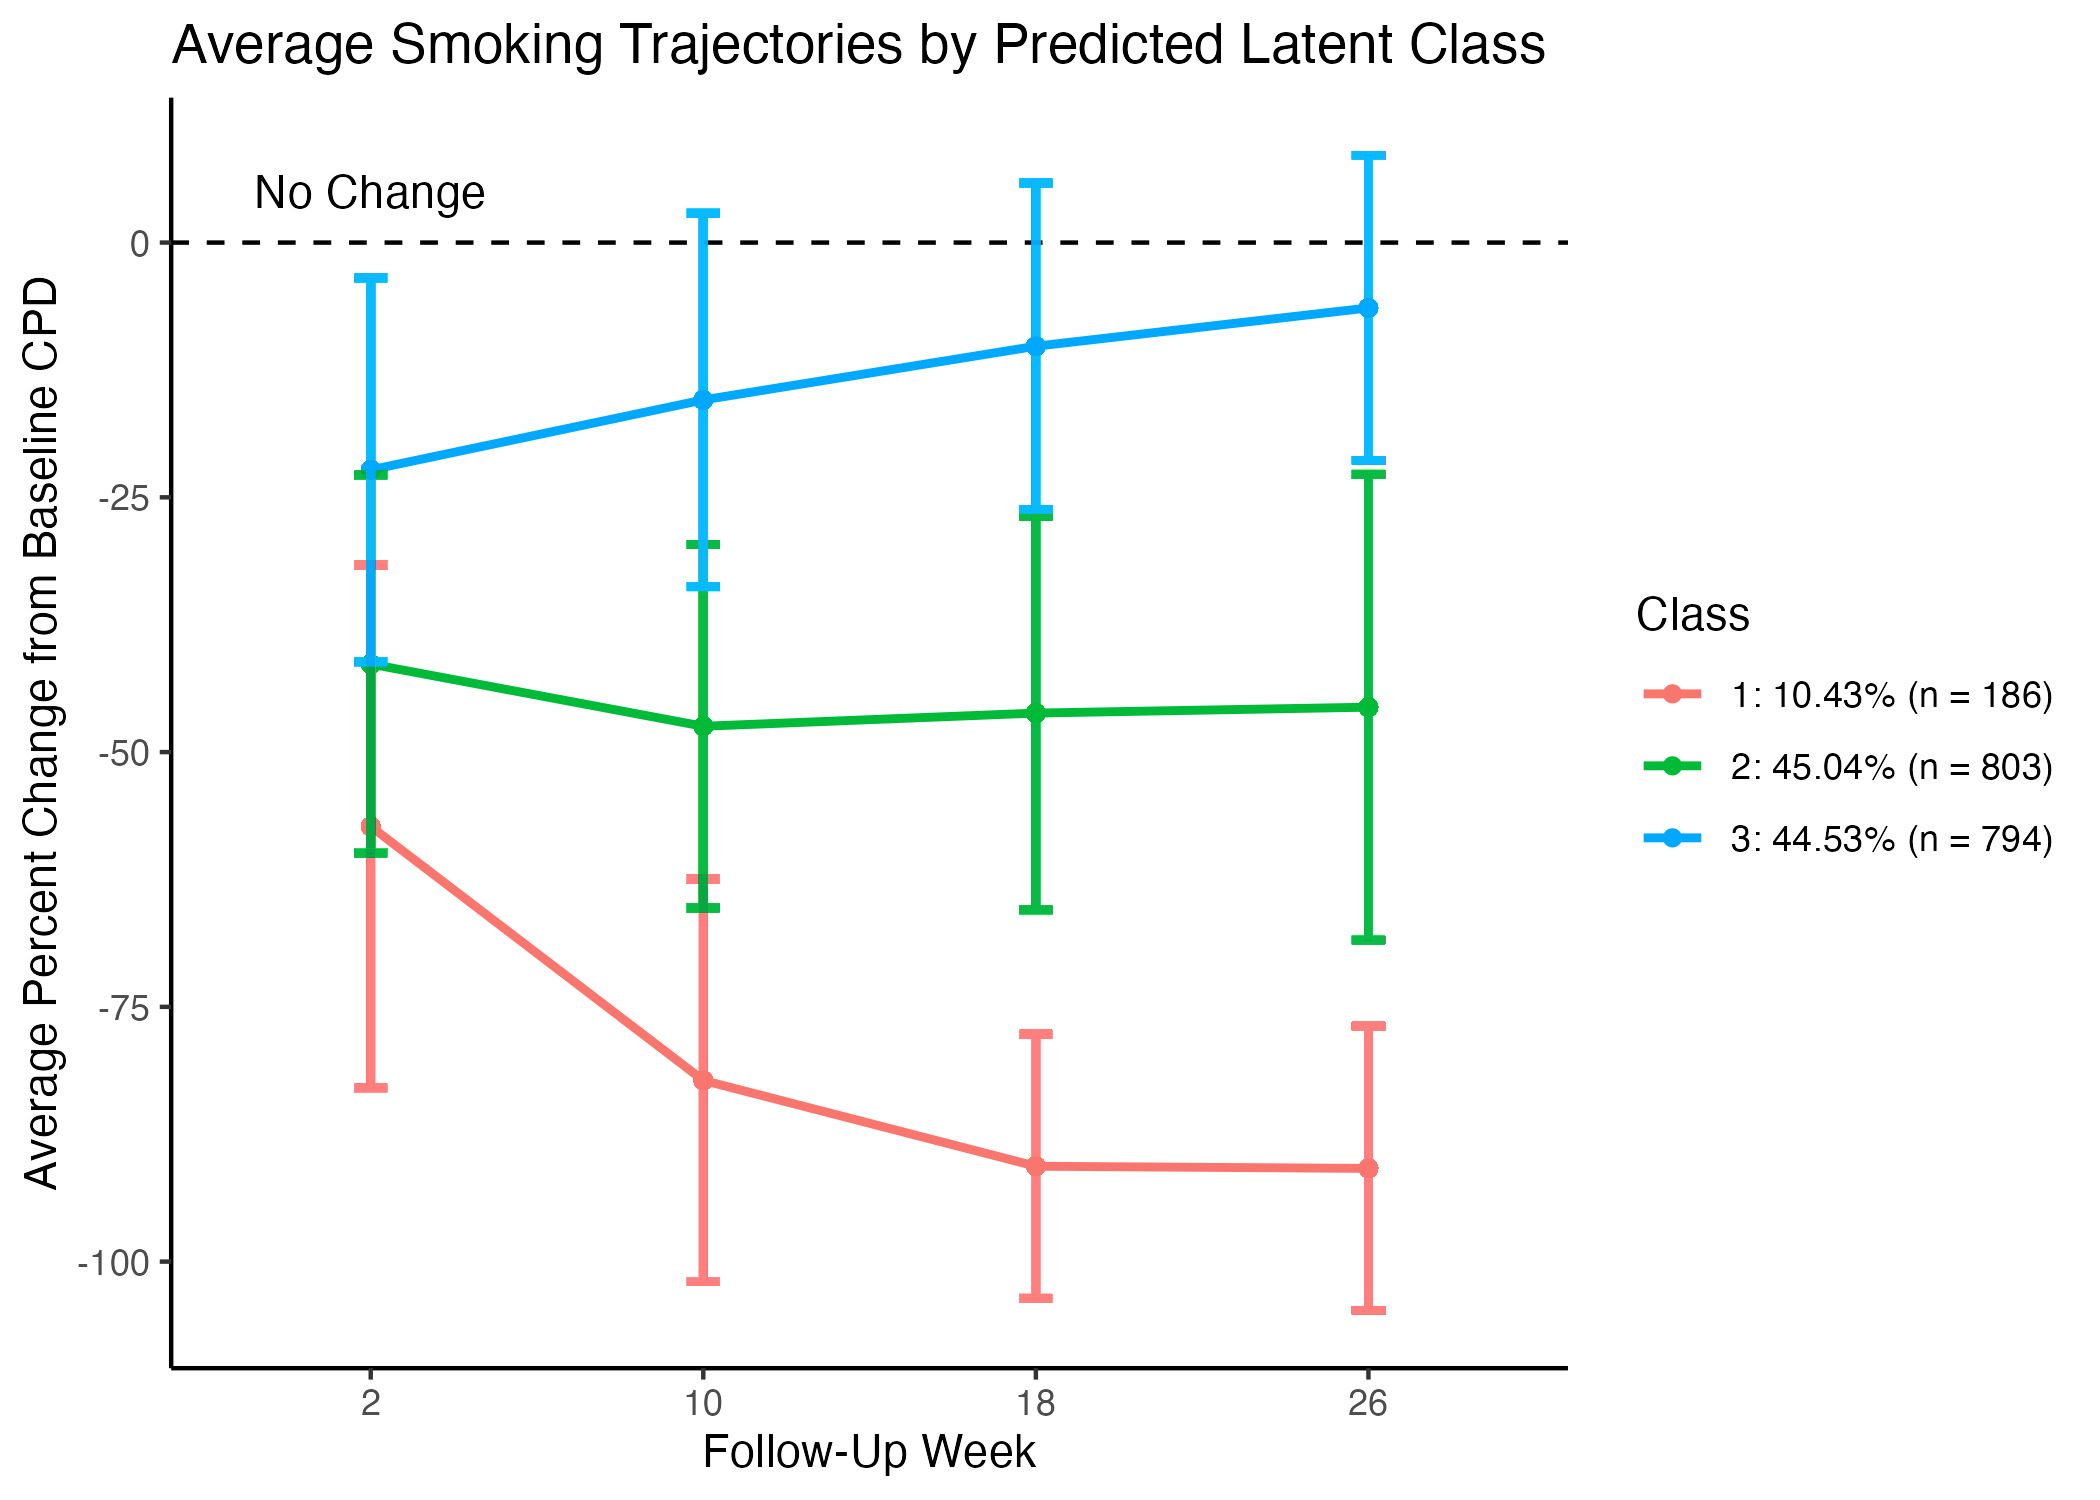 Average Smoking Trajectories by Predicted Latent Class
No Change
0
-25
-50
-75
-100
Average Percent Change from Baseline CPD
2
10
18
26
Follow-Up Week
Class
1: 10.43% (n = 186)
2: 45.04% (n = 803)
3: 44.53% (n = 794)